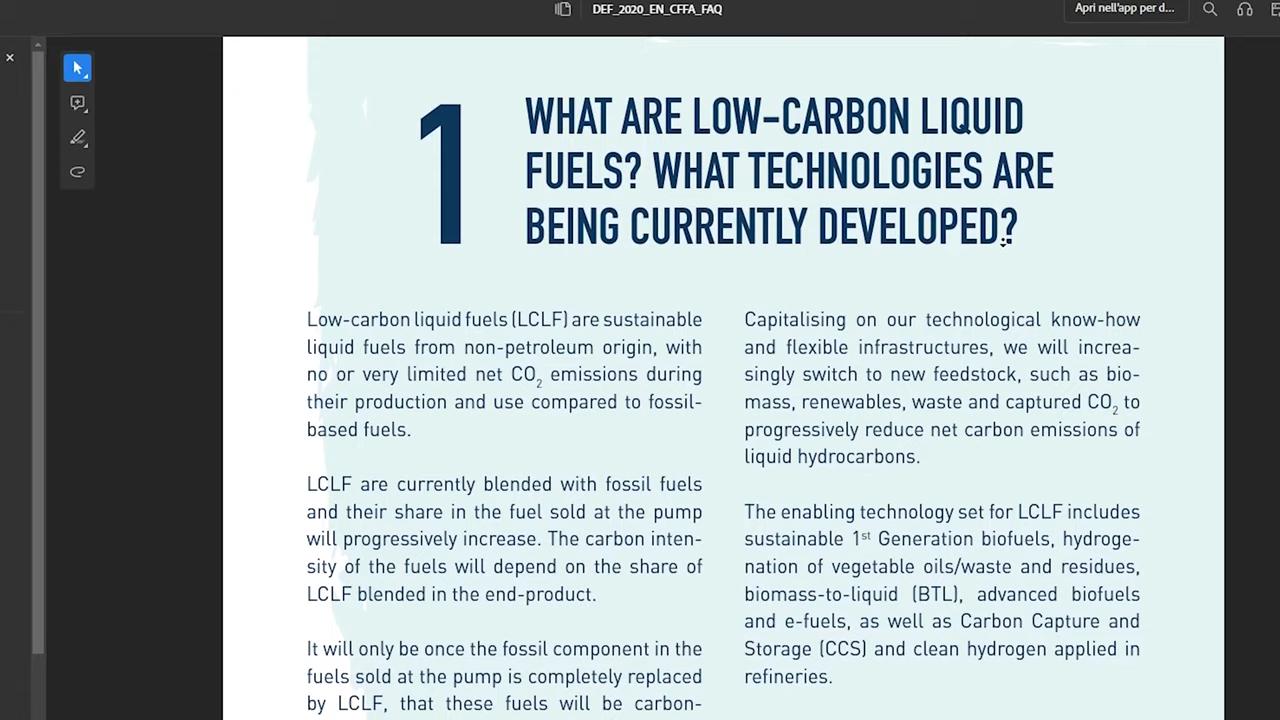 DEF_2020_EN_CFFA_FAQ
Apri nell'app per d...
1
WHAT ARE LOW-CARBON LIQUID
FUELS? WHAT TECHNOLOGIES ARE
BEING CURRENTLY DEVELOPED?
Low-carbon liquid fuels (LCLF) are sustainable
liquid fuels from non-petroleum origin, with
no or very limited net CO₂ emissions during
their production and use compared to fossil-
based fuels.
LCLF are currently blended with fossil fuels
and their share in the fuel sold at the pump
will progressively increase. The carbon inten-
sity of the fuels will depend on the share of
LCLF blended in the end-product.
It will only be once the fossil component in the
fuels sold at the pump is completely replaced
by LCLF, that these fuels will be carbon-
Capitalising on our technological know-how
and flexible infrastructures, we will increa-
singly switch to new feedstock, such as bio-
mass, renewables, waste and captured CO₂ to
progressively reduce net carbon emissions of
liquid hydrocarbons.
The enabling technology set for LCLF includes
sustainable 1st Generation biofuels, hydroge-
nation of vegetable oils/waste and residues,
biomass-to-liquid (BTL), advanced biofuels
and e-fuels, as well as Carbon Capture and
Storage (CCS) and clean hydrogen applied in
refineries.